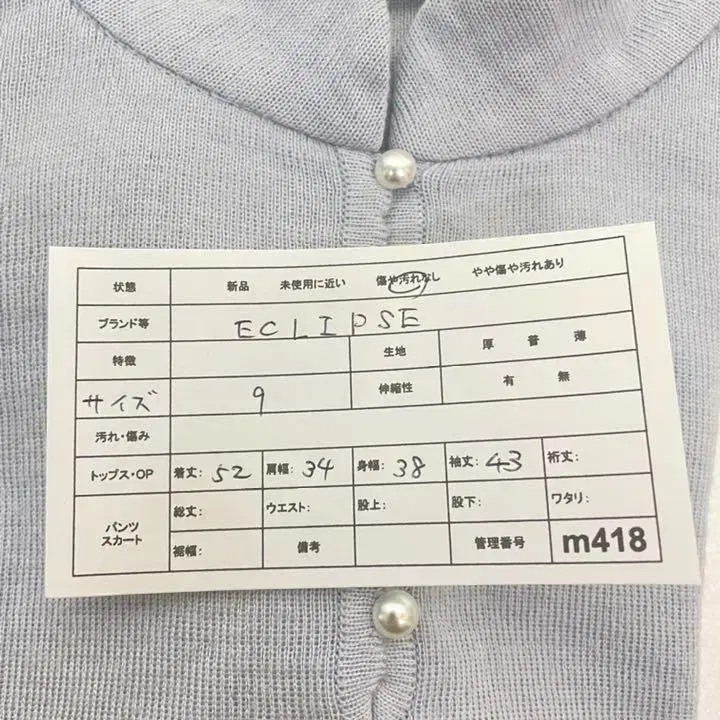 状態 新品 未使用に近い 傷や汚れなし やや傷や汚れあり
ブランド等 ECLIPSE
特徴 生地 厚 普 薄
サイズ 9 伸縮性 有 無
汚れ・傷み
トップス・OP 着丈: 52 肩幅: 34 身幅: 38 袖丈: 43 裄丈:
パンツ スカート 総丈: ウエスト: 股上: 股下: ワタリ:
裾幅: 備考 管理番号 m418